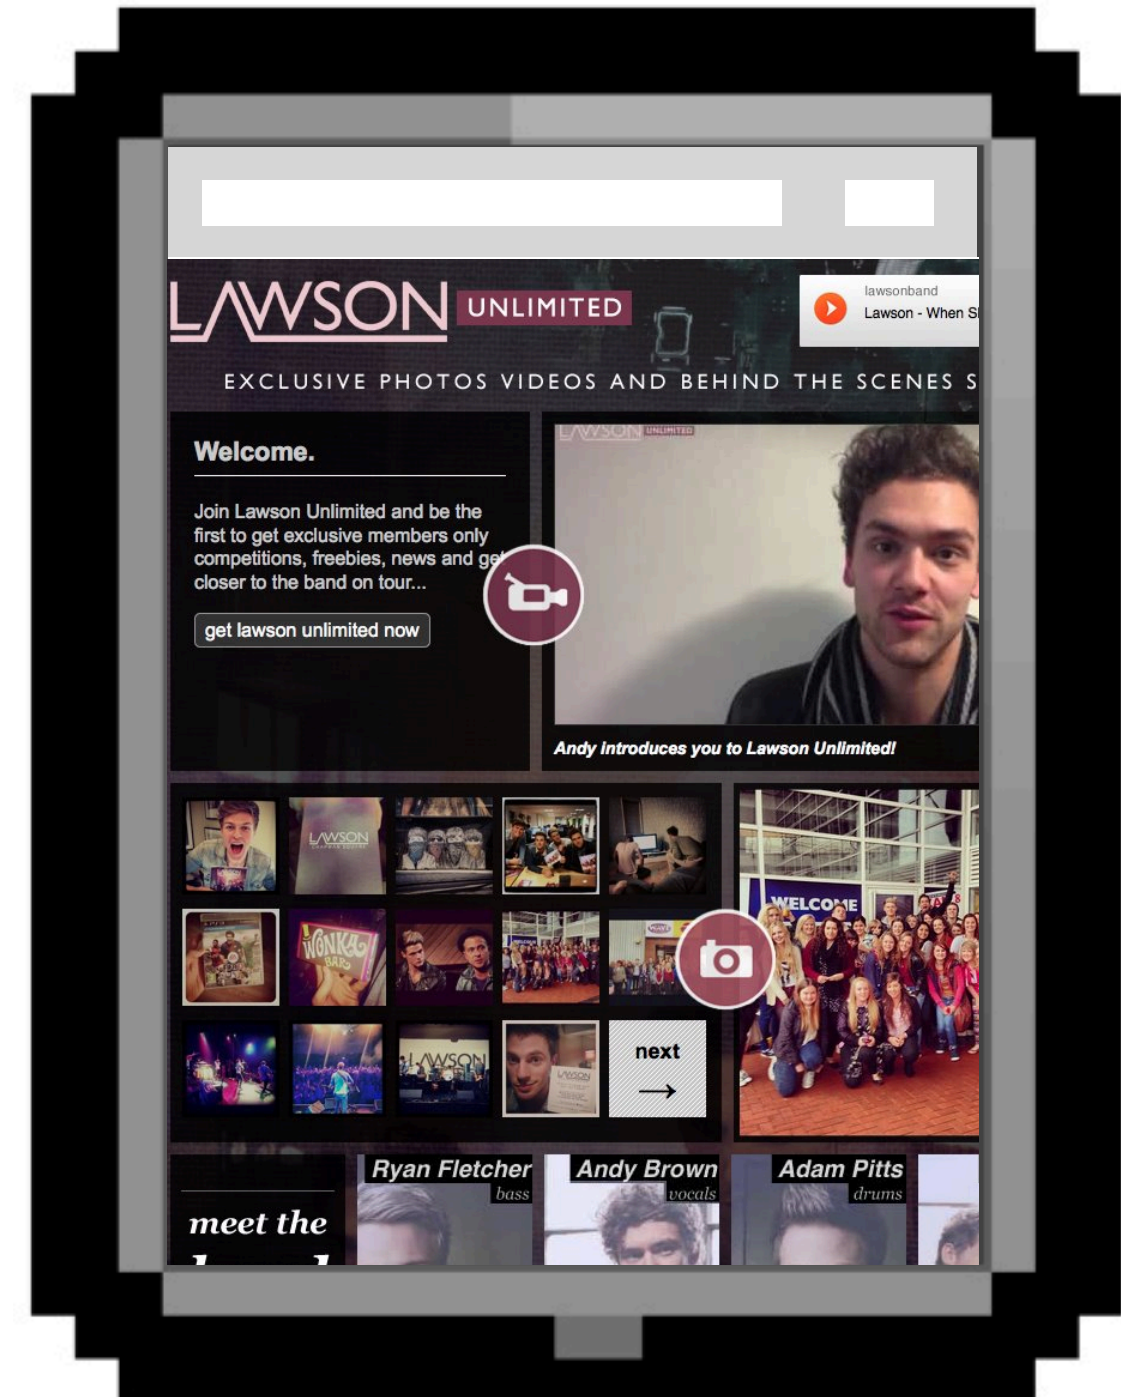 LAWSON UNLIMITED
lawsonband
Lawson - When S
EXCLUSIVE PHOTOS VIDEOS AND BEHIND THE SCENES S
Welcome.
Join Lawson Unlimited and be the
first to get exclusive members only
competitions, freebies, news and get
closer to the band on tour...
get lawson unlimited now
LAWSON UNLIMITED
Andy introduces you to Lawson Unlimited!
LAWSON
WONKA
BAR
LAWSON
LAWSON
next
→
WELCOME
Ryan Fletcher
bass
Andy Brown
vocals
Adam Pitts
drums
meet the